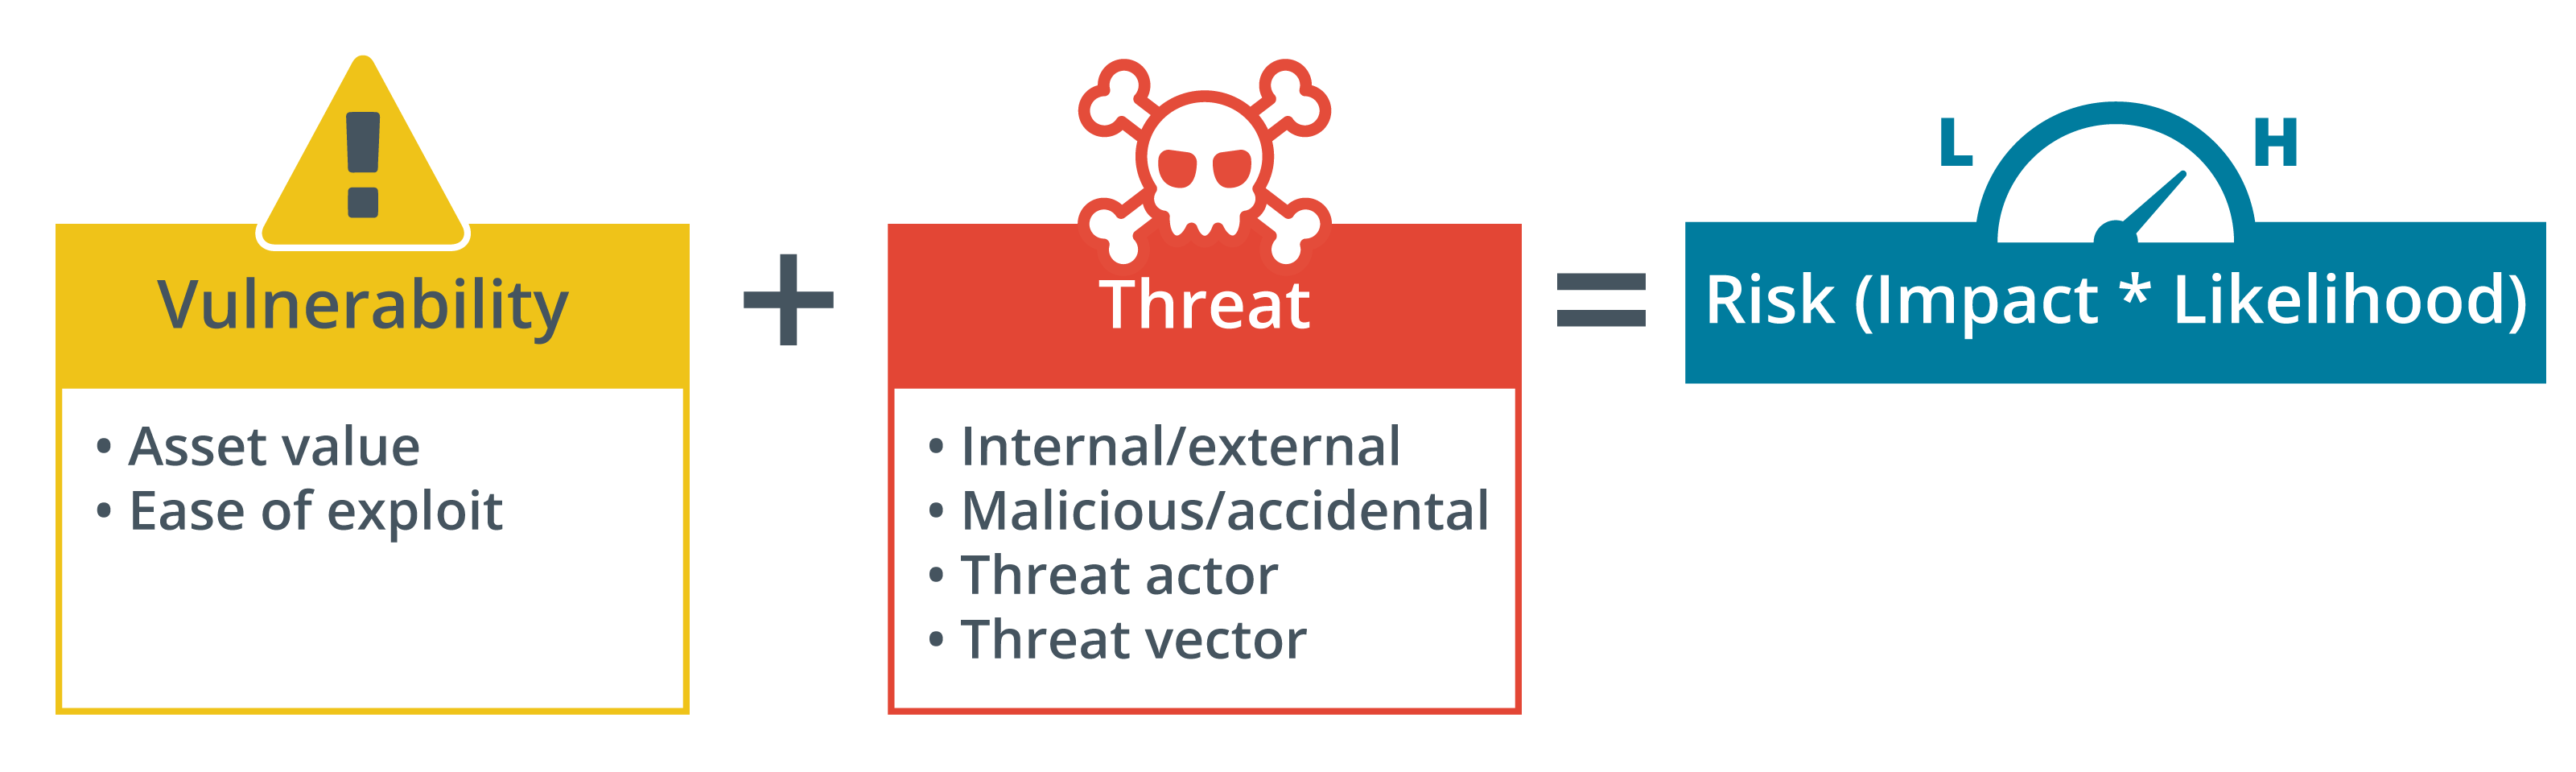 L H
Vulnerability + Threat = Risk (Impact * Likelihood)
• Asset value
• Ease of exploit
• Internal/external
• Malicious/accidental
• Threat actor
• Threat vector